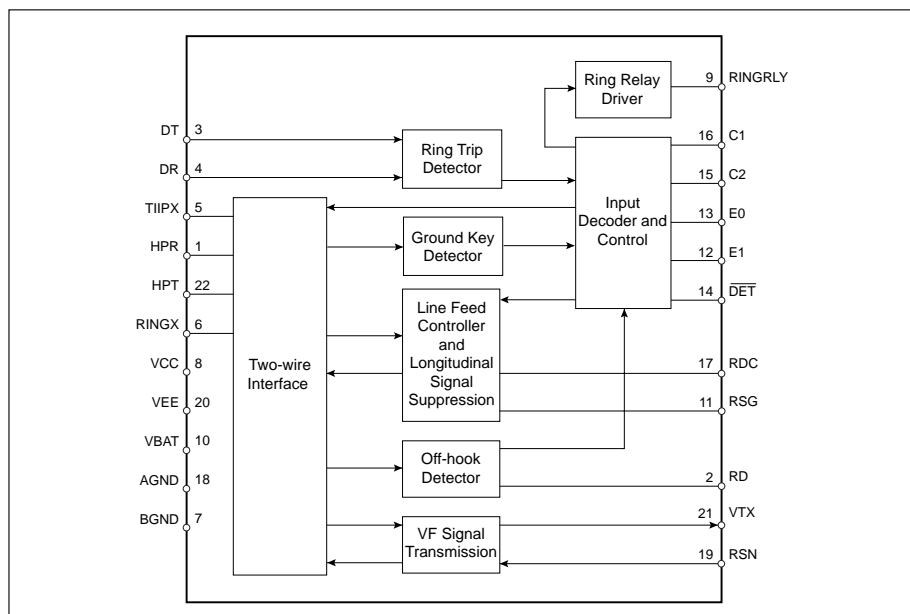 Ring Relay
Driver
9 RINGRLY
DT 3
DR 4
Ring Trip
Detector
16 C1
15 C2
Input
Decoder and
Control
13 E0
12 E1
14 DET
TIIPX 5
HPR 1
HPT 22
RINGX 6
VCC 8
VEE 20
VBAT 10
AGND 18
BGND 7
Two-wire
Interface
Ground Key
Detector
Line Feed
Controller
and
Longitudinal
Signal
Suppression
17 RDC
11 RSG
Off-hook
Detector
2 RD
VF Signal
Transmission
21 VTX
19 RSN